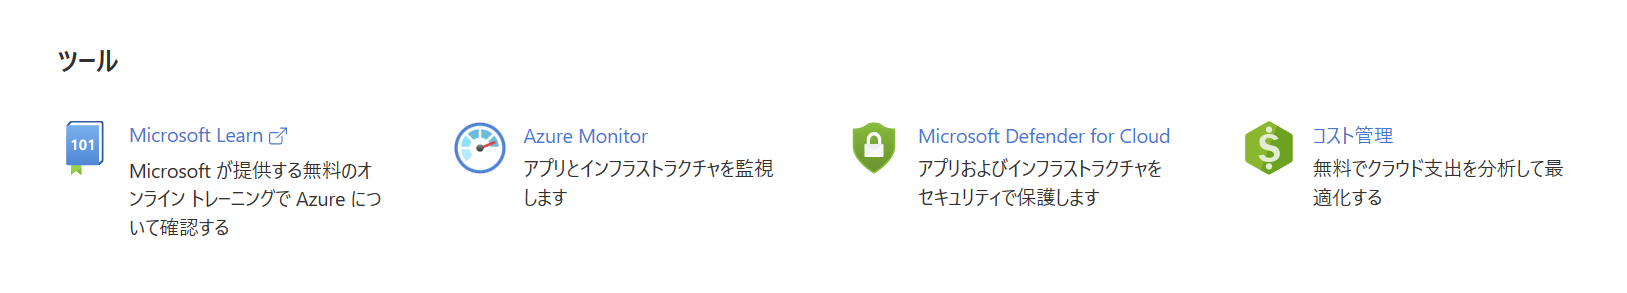 ツール
101
Microsoft Learn
Microsoft が提供する無料のオ
ンライン トレーニングで Azure につ
いて確認する
Azure Monitor
アプリとインフラストラクチャを監視
します
Microsoft Defender for Cloud
アプリおよびインフラストラクチャを
セキュリティで保護します
$
コスト管理
無料でクラウド支出を分析して最
適化する